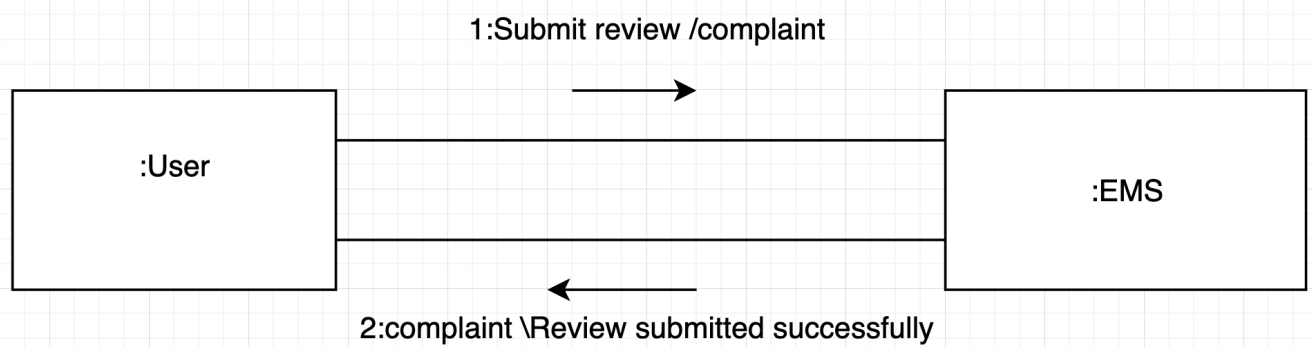 1:Submit review /complaint
:User
:EMS
2:complaint \Review submitted successfully